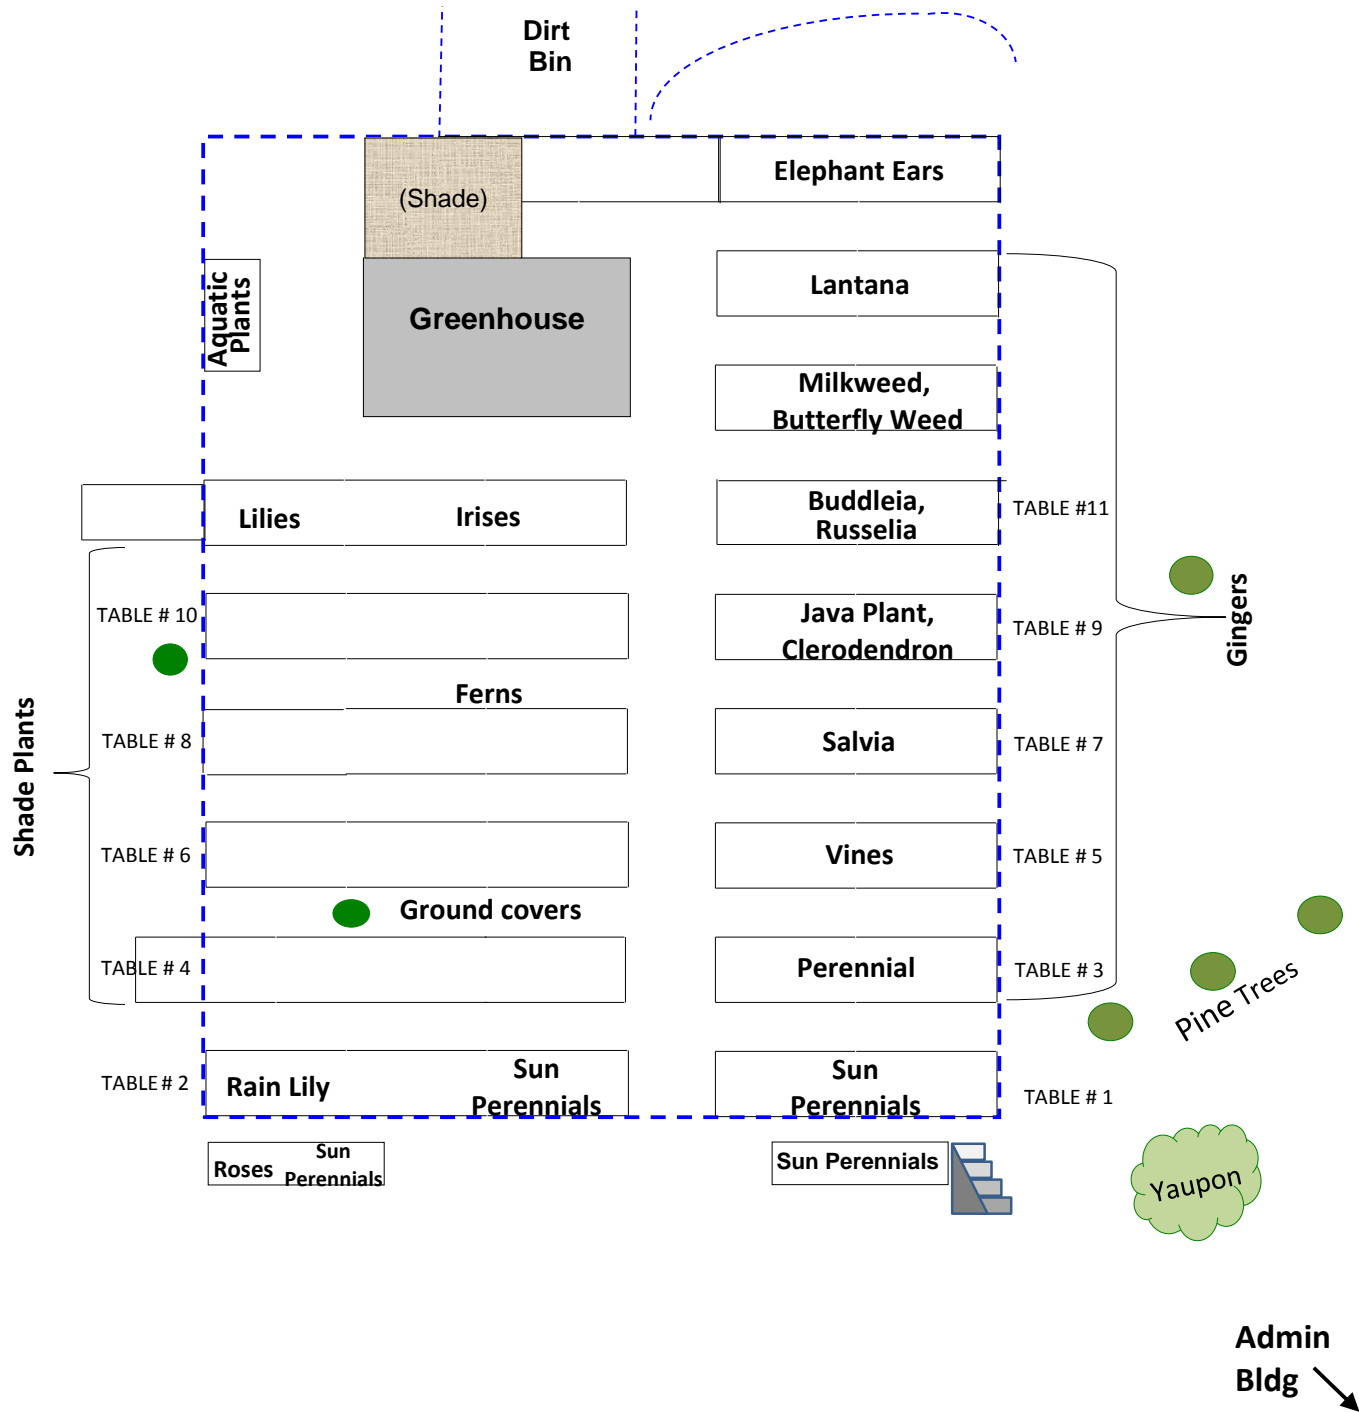 Dirt
Bin
(Shade)
Elephant Ears
Aquatic
Plants
Greenhouse
Lantana
Milkweed,
Butterfly Weed
Lilies
Irises
Buddleia,
Russelia
TABLE #11
TABLE # 10
Java Plant,
Clerodendron
TABLE # 9
Gingers
Ferns
Shade Plants
TABLE # 8
Salvia
TABLE # 7
TABLE # 6
Vines
TABLE # 5
Ground covers
TABLE # 4
Perennial
TABLE # 3
Pine Trees
TABLE # 2
Rain Lily
Sun
Perennials
Sun
Perennials
TABLE # 1
Roses
Sun
Perennials
Sun Perennials
Yaupon
Admin
Bldg